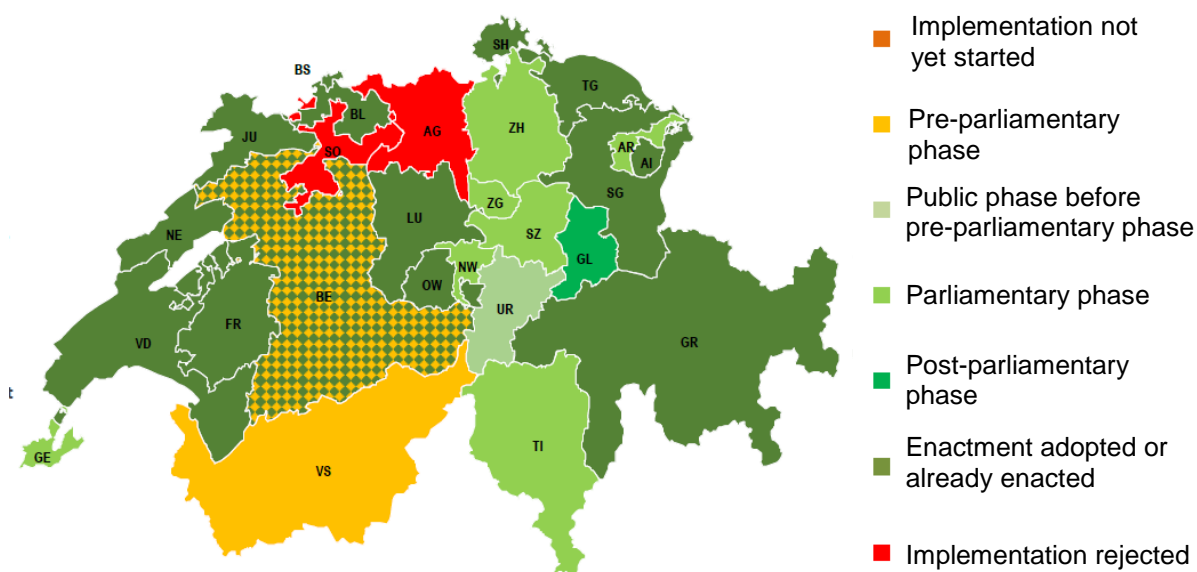 SH
BS
TG
BL
JU
AG
ZH
AR
SO
AI
SG
ZG
LU
NE
SZ
NW
GL
OW
BE
UR
FR
VD
GR
t
TI
GE
VS
Implementation not
yet started
Pre-parliamentary
phase
Public phase before
pre-parliamentary phase
Parliamentary phase
Post-parliamentary
phase
Enactment adopted or
already enacted
Implementation rejected